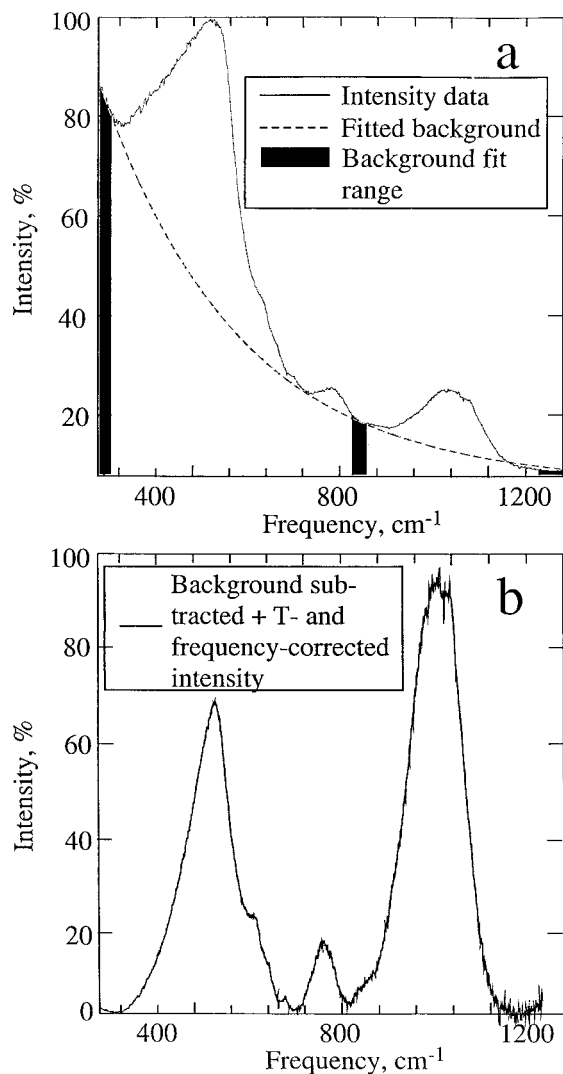 100
a
Intensity data
Fitted background
Background fit
range
80
60
40
20
Intensity, %
400
800
1200
Frequency, cm-1
100
b
Background sub-
tracted + T- and
frequency-corrected
intensity
80
60
40
20
0
Intensity, %
400
800
1200
Frequency, cm-1